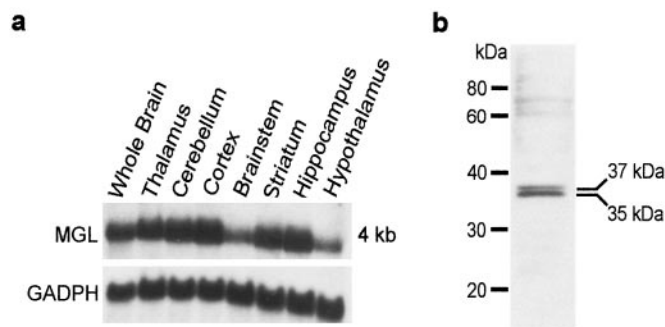 a
Whole Brain
Thalamus
Cerebellum
Cortex
Brainstem
Striatum
Hippocampus
Hypothalamus
MGL
4 kb
GADPH
b
kDa
80
60
40
30
20
37 kDa
35 kDa